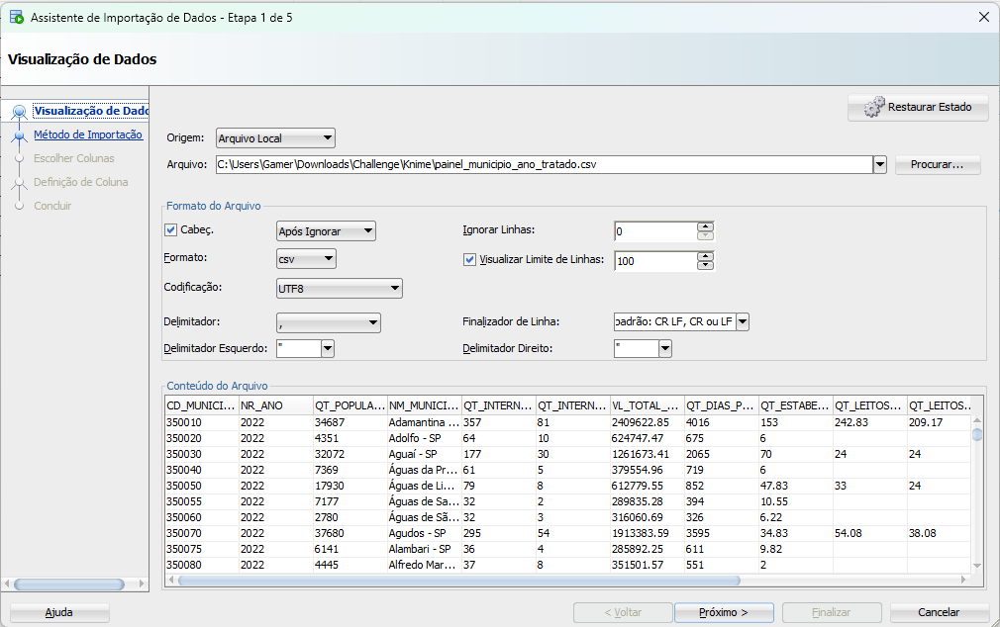 Assistente de Importação de Dados - Etapa 1 de 5
Visualização de Dados
Visualização de Dado
Método de Importação
Escolher Colunas
Definição de Coluna
Concluir
Restaurar Estado
Origem: Arquivo Local
Arquivo: C:\Users\Gamer\Downloads\Challenge\Knime\painel_municipio_ano_tratado.csv Procurar...
Formato do Arquivo
Cabeç. Após Ignorar Ignorar Linhas: 0
Formato: csv Visualizar Limite de Linhas: 100
Codificação: UTF8
Delimitador: , Finalizador de Linha: padrão: CR LF, CR ou LF
Delimitador Esquerdo: " Delimitador Direito: "
Conteúdo do Arquivo
CD_MUNICI... NR_ANO QT_POPULA... NM_MUNICI... QT_INTERN... QT_INTERN... VL_TOTAL_... QT_DIAS_P... QT_ESTABE... QT_LEITOS... QT_LEITOS..
350010 2022 34687 Adamantina ... 357 81 2409622.85 4016 153 242.83 209.17
350020 2022 4351 Adolfo - SP 64 10 624747.47 675 6
350030 2022 32072 Aguaí - SP 177 30 1261673.41 2065 70 24 24
350040 2022 7369 Águas da Pr... 61 5 379554.96 719 6
350050 2022 17930 Águas de Li... 79 8 612779.55 852 47.83 33 24
350055 2022 7177 Águas de Sa... 32 2 289835.28 394 10.55
350060 2022 2780 Águas de Sã... 32 3 316060.69 326 6.22
350070 2022 37680 Agudos - SP 295 54 1913383.59 3595 34.83 54.08 38.08
350075 2022 6141 Alambari - SP 36 4 285892.25 611 9.82
350080 2022 4445 Alfredo Mar... 37 8 351501.57 551 2
Ajuda < Voltar Próximo > Finalizar Cancelar